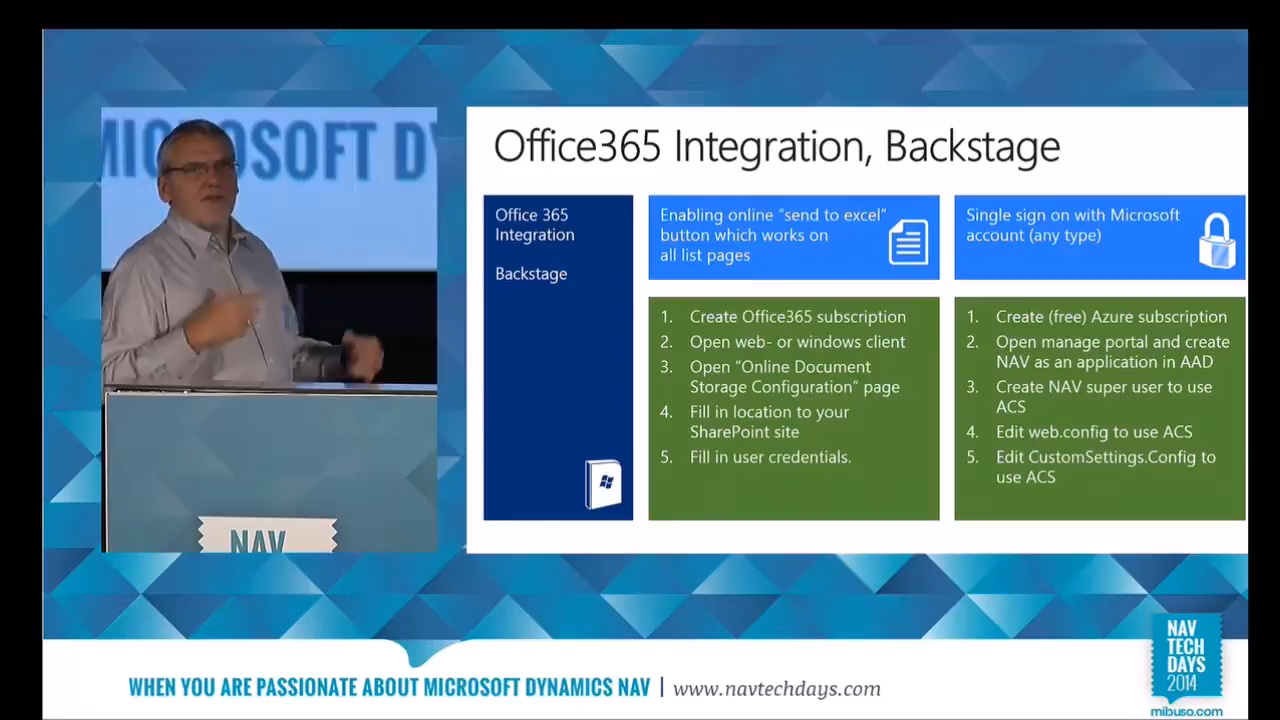 MICROSOFT DY
NAV
Office365 Integration, Backstage
Office 365
Integration
Backstage
Enabling online “send to excel”
button which works on
all list pages
Single sign on with Microsoft
account (any type)
1. Create Office365 subscription
2. Open web- or windows client
3. Open “Online Document
Storage Configuration” page
4. Fill in location to your
SharePoint site
5. Fill in user credentials.
1. Create (free) Azure subscription
2. Open manage portal and create
NAV as an application in AAD
3. Create NAV super user to use
ACS
4. Edit web.config to use ACS
5. Edit CustomSettings.Config to
use ACS
WHEN YOU ARE PASSIONATE ABOUT MICROSOFT DYNAMICS NAV | www.navtechdays.com
NAV
TECH
DAYS
2014
mibuso.com